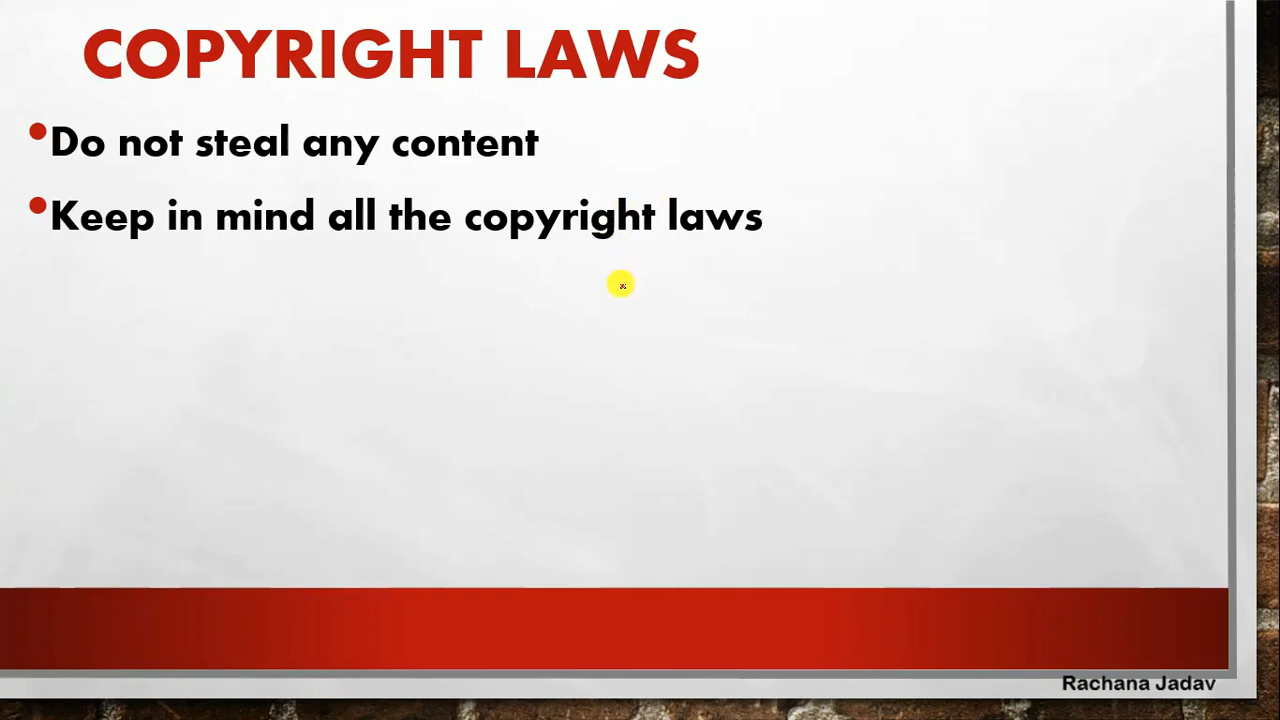 COPYRIGHT LAWS
•Do not steal any content
•Keep in mind all the copyright laws
Rachana Jadav